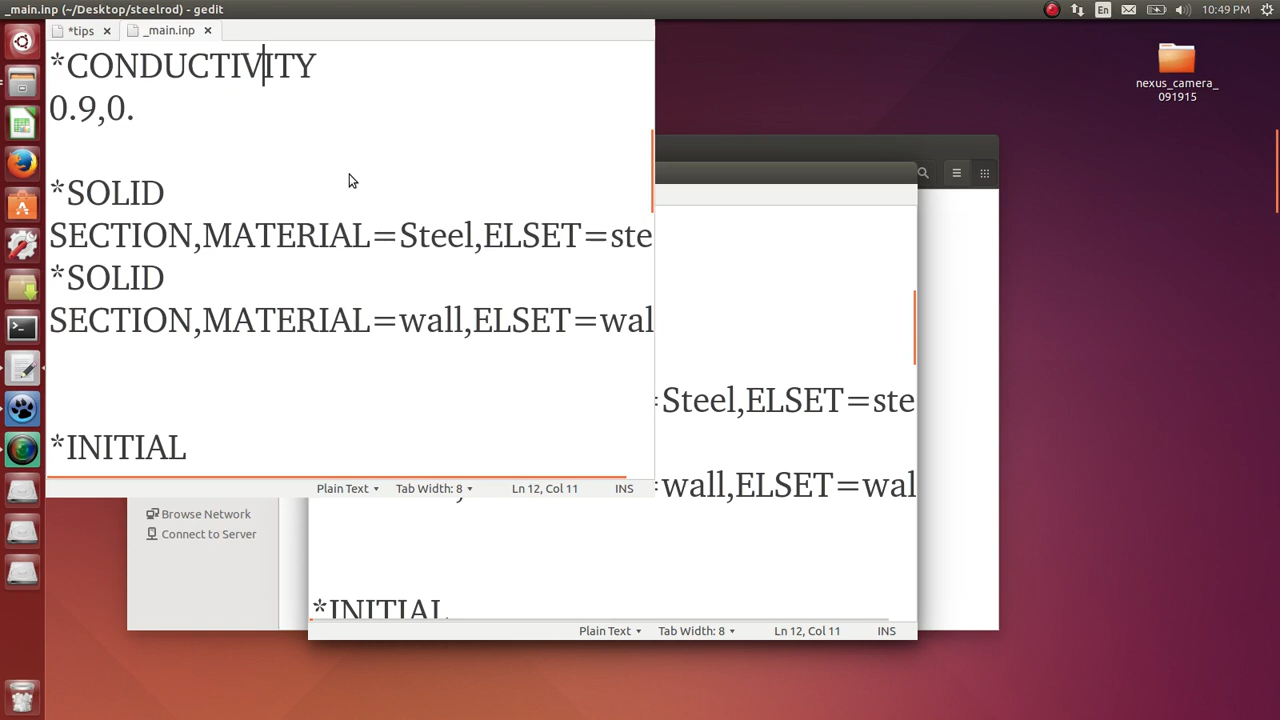 _main.inp (~/Desktop/steelrod) - gedit
En
10:49 PM
*tips
_main.inp
*CONDUCTIVITY
0.9,0.
*SOLID
SECTION,MATERIAL=Steel,ELSET=ste
*SOLID
SECTION,MATERIAL=wall,ELSET=wal
*INITIAL
Plain Text
Tab Width: 8
Ln 12, Col 11
INS
nexus_camera_
091915
=Steel,ELSET=ste
=wall,ELSET=wal
Browse Network
Connect to Server
*INITIAL
Plain Text
Tab Width: 8
Ln 12, Col 11
INS